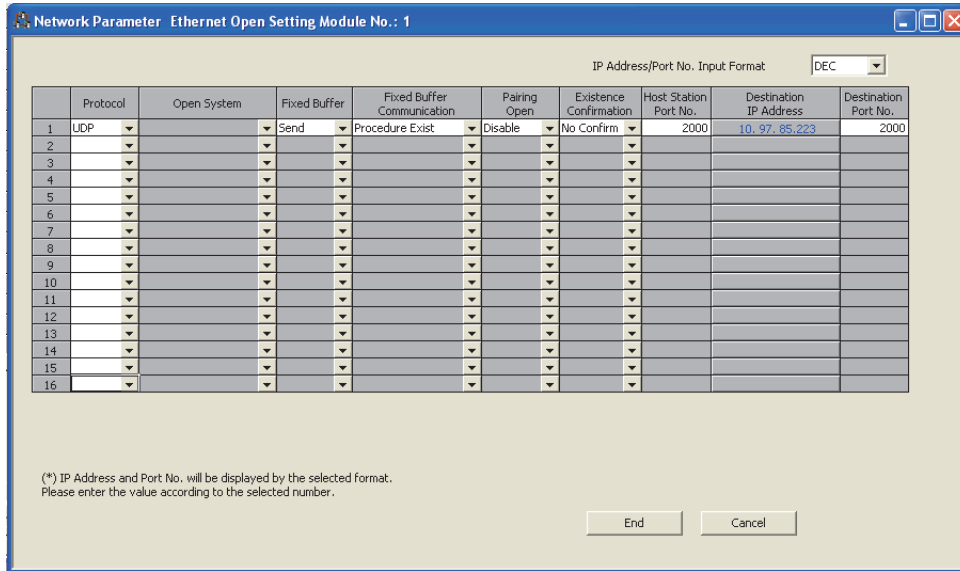 Network Parameter Ethernet Open Setting Module No.: 1
IP Address/Port No. Input Format DEC
Protocol Open System Fixed Buffer Fixed Buffer Communication Pairing Open Existence Confirmation Host Station Port No. Destination IP Address Destination Port No.
1 UDP Send Procedure Exist Disable No Confirm 2000 10. 97. 85.223 2000
2
3
4
5
6
7
8
9
10
11
12
13
14
15
16
(*) IP Address and Port No. will be displayed by the selected format.
Please enter the value according to the selected number.
End Cancel